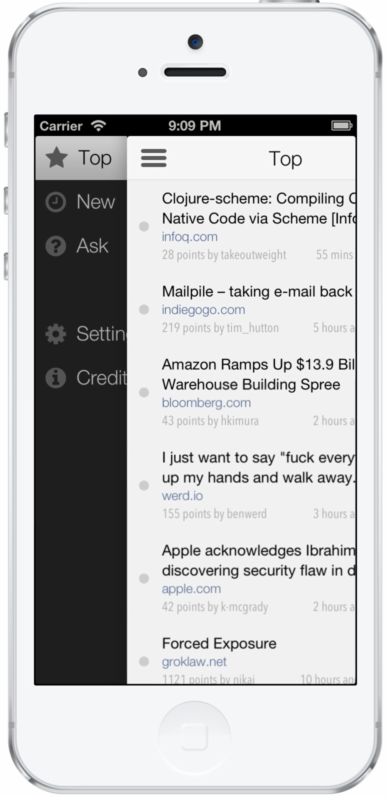 Carrier 9:09 PM
Top
New
Ask
Settin
Credit
Top
Clojure-scheme: Compiling C
Native Code via Scheme [Info
infoq.com
28 points by takeoutweight 55 mins
Mailpile – taking e-mail back
indiegogo.com
219 points by tim_hutton 5 hours a
Amazon Ramps Up $13.9 Bil
Warehouse Building Spree
bloomberg.com
43 points by hkimura 2 hours a
I just want to say "fuck every
up my hands and walk away.
werd.io
155 points by benwerd 3 hours a
Apple acknowledges Ibrahim
discovering security flaw in d
apple.com
42 points by k-mcgrady 2 hours a
Forced Exposure
groklaw.net
1121 points by nikai 10 hours ag